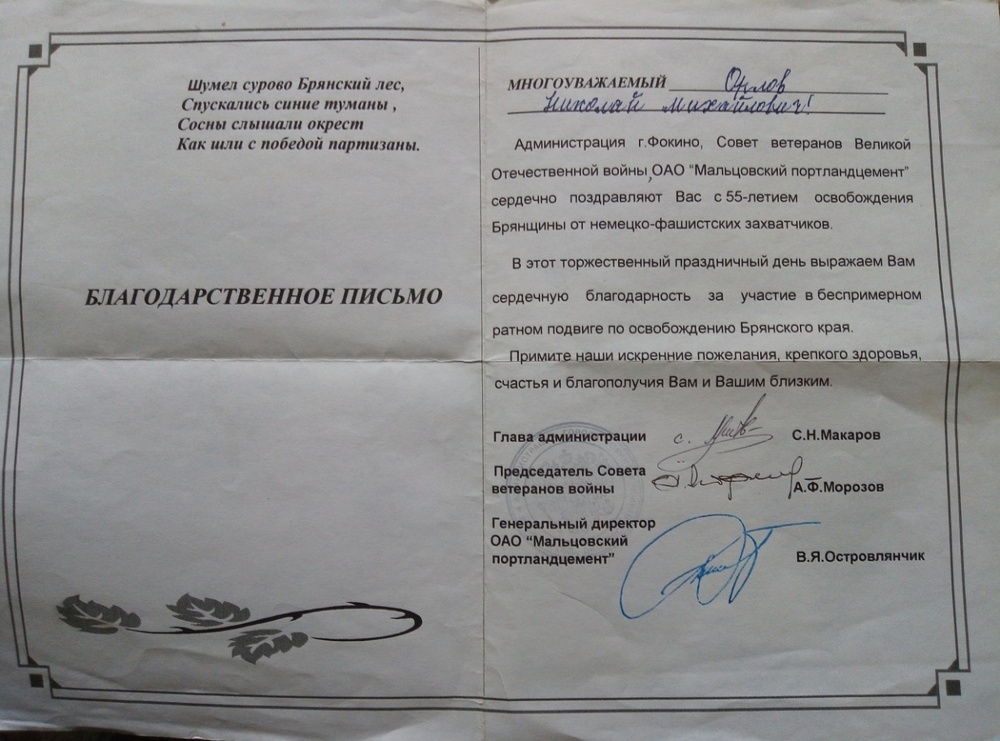 Шумел сурово Брянский лес,
Спускались синие туманы ,
Сосны слышали окрест
Как шли с победой партизаны.
БЛАГОДАРСТВЕННОЕ ПИСЬМО
МНОГОУВАЖАЕМЫЙ Орлов
Николай Михайлович!
Администрация г.Фокино, Совет ветеранов Великой
Отечественной войны, ОАО “Мальцовский портландцемент”
сердечно поздравляют Вас с 55-летием освобождения
Брянщины от немецко-фашистских захватчиков.
В этот торжественный праздничный день выражаем Вам
сердечную благодарность за участие в беспримерном
ратном подвиге по освобождению Брянского края.
Примите наши искренние пожелания, крепкого здоровья,
счастья и благополучия Вам и Вашим близким.
Глава администрации С.Н.Макаров
Председатель Совета
ветеранов войны А.Ф.Морозов
Генеральный директор
ОАО “Мальцовский
портландцемент” В.Я.Островлянчик